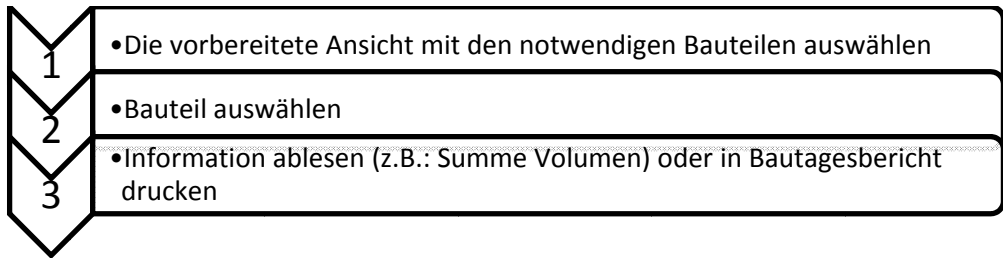 1
•Die vorbereitete Ansicht mit den notwendigen Bauteilen auswählen
2
•Bauteil auswählen
3
•Information ablesen (z.B.: Summe Volumen) oder in Bautagesbericht
drucken